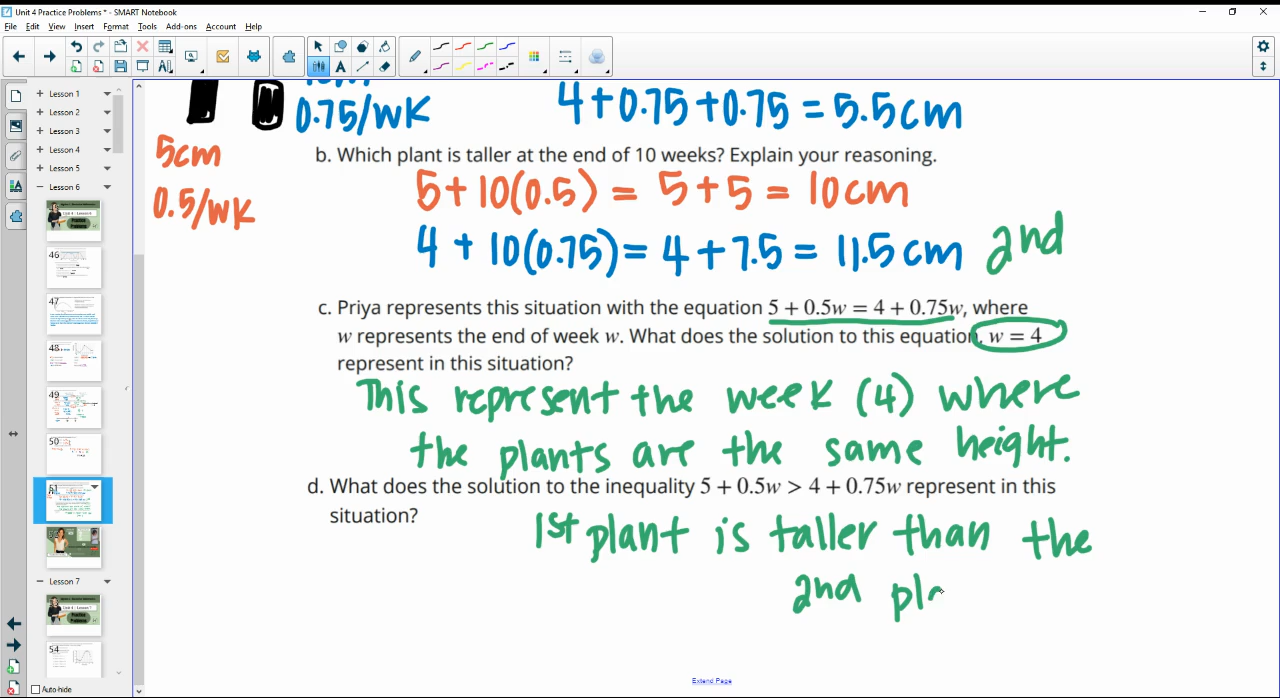 Unit 4 Practice Problems * - SMART Notebook
File Edit View Insert Format Tools Add-ons Account Help
Lesson 1
Lesson 2
Lesson 3
Lesson 4
Lesson 5
Lesson 6
46
47
48
49
50
51
Lesson 7
54
Auto-hide
0.75/wk
4+0.75+0.75 = 5.5cm
5cm
0.5/wk
b. Which plant is taller at the end of 10 weeks? Explain your reasoning.
5+10(0.5) = 5+5 = 10cm
4 + 10(0.75) = 4 + 7.5 = 11.5 cm 2nd
c. Priya represents this situation with the equation 5 + 0.5w = 4 + 0.75w, where
w represents the end of week w. What does the solution to this equation, w = 4
represent in this situation?
This represent the week (4) where
the plants are the same height.
d. What does the solution to the inequality 5 + 0.5w > 4 + 0.75w represent in this
situation?
1st plant is taller than the
2nd pla
Extend Page